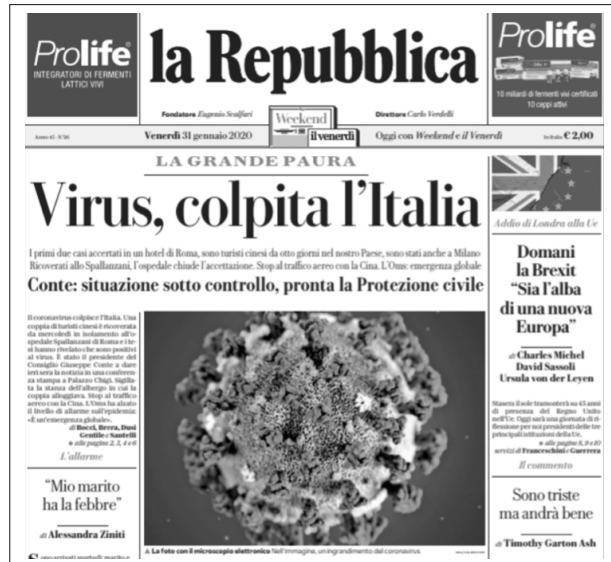 Prolife®
INTEGRATORI DI FERMENTI
LATTICI VIVI
la Repubblica
Prolife®
10 miliardi di fermenti vivi certificati
10 ceppi attivi
Fondatore Eugenio Scalfari
Weekend
il venerdì
Direttore Carlo Verdelli
Anno 45 - N°26
Venerdì 31 gennaio 2020
Oggi con Weekend e il Venerdì
In Italia € 2,00
LA GRANDE PAURA
Virus, colpita l'Italia
I primi due casi accertati in un hotel di Roma, sono turisti cinesi da otto giorni nel nostro Paese, sono stati anche a Milano
Ricoverati allo Spallanzani, l'ospedale chiude l'accettazione. Stop al traffico aereo con la Cina. L'Oms: emergenza globale
Conte: situazione sotto controllo, pronta la Protezione civile
Il coronavirus colpisce l'Italia. Una
coppia di turisti cinesi è ricoverata
da mercoledì in isolamento all'o-
spedale Spallanzani di Roma e i te-
st hanno rivelato che sono positivi
al virus. È stato il presidente del
Consiglio Giuseppe Conte a dare
ieri sera la notizia in una conferen-
za stampa a Palazzo Chigi. Sigilla-
ta la stanza dell'albergo in cui la
coppia alloggiava. Stop al traffico
aereo con la Cina. L'Oms ha alzato
il livello di allarme sull'epidemia:
«È un'emergenza globale».
di Bocci, Brera, Dusi
Gentile e Santelli
● alle pagine 2, 3, 4 e 6
L'allarme
"Mio marito
ha la febbre"
di Alessandra Ziniti
▲ La foto con il microscopio elettronico Nell'immagine, un ingrandimento del coronavirus
Addio di Londra alla Ue
Domani
la Brexit
"Sia l'alba
di una nuova
Europa"
di Charles Michel
David Sassoli
Ursula von der Leyen
Stasera il sole tramonterà su 45 anni
di presenza del Regno Unito
nell'Ue. Oggi sarà una giornata di ri-
flessione per noi presidenti delle tre
principali istituzioni della Ue.
● alle pagine 8, 9 e 10
servizi di Franceschini e Guerrera
Il commento
Sono triste
ma andrà bene
di Timothy Garton Ash